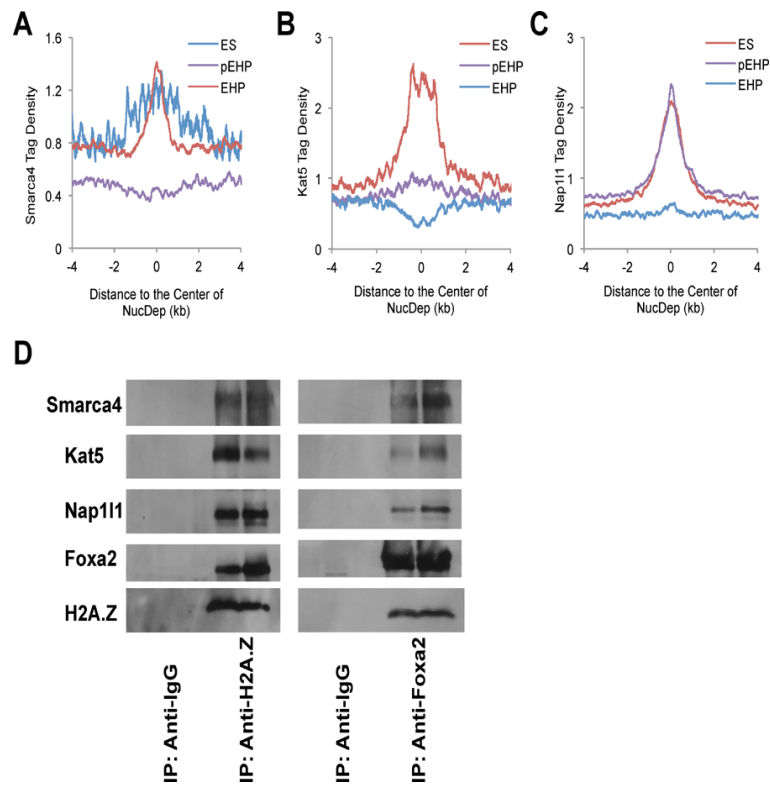 A
1.6
1.2
0.8
0.4
0
Smarca4 Tag Density
ES
pEHP
EHP
-4 -2 0 2 4
Distance to the Center of
NucDep (kb)
B
3
2
1
0
Kat5 Tag Density
ES
pEHP
EHP
-4 -2 0 2 4
Distance to the Center of
NucDep (kb)
C
3
2
1
0
Nap1l1 Tag Density
ES
pEHP
EHP
-4 -2 0 2 4
Distance to the Center of
NucDep (kb)
D
Smarca4
Kat5
Nap1l1
Foxa2
H2A.Z
IP: Anti-IgG
IP: Anti-H2A.Z
IP: Anti-IgG
IP: Anti-Foxa2